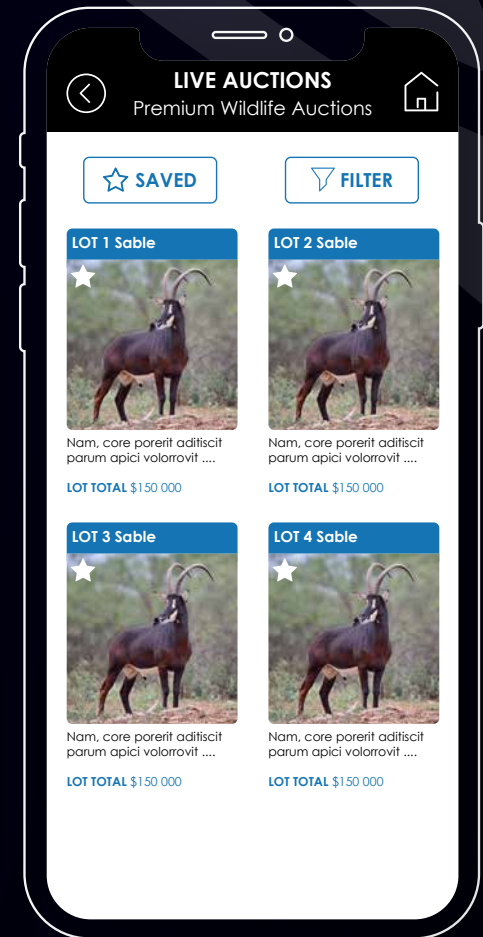 LIVE AUCTIONS
Premium Wildlife Auctions
SAVED
FILTER
LOT 1 Sable
LOT 2 Sable
Nam, core porerit aditiscit
parum apici volorrovit ....
LOT TOTAL $150 000
Nam, core porerit aditiscit
parum apici volorrovit ....
LOT TOTAL $150 000
LOT 3 Sable
LOT 4 Sable
Nam, core porerit aditiscit
parum apici volorrovit ....
LOT TOTAL $150 000
Nam, core porerit aditiscit
parum apici volorrovit ....
LOT TOTAL $150 000